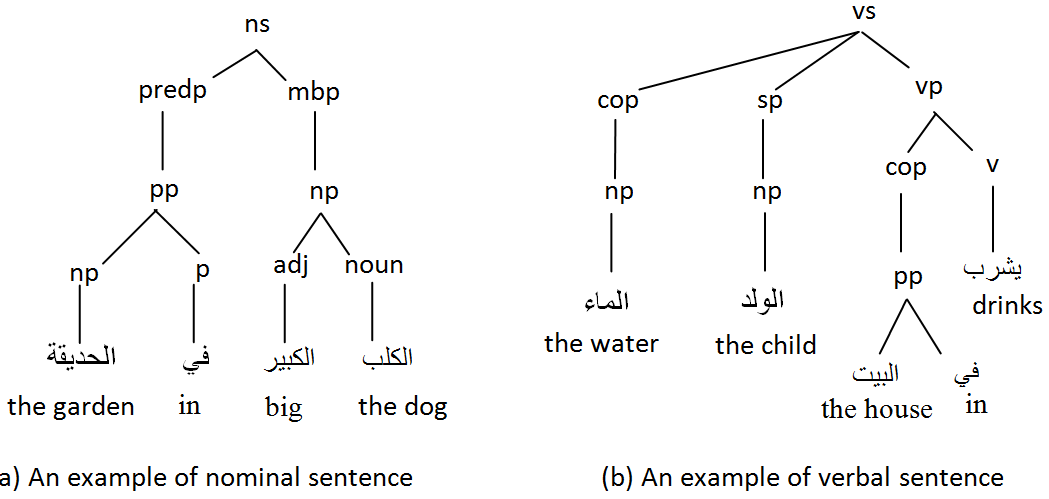 ns
predp mbp
pp np
np p adj noun
الحديقة في الكبير الكلب
the garden in big the dog
a) An example of nominal sentence
vs
cop sp vp
np np cop v
الماء الولد pp يشرب
the water the child drinks
البيت في
the house in
(b) An example of verbal sentence